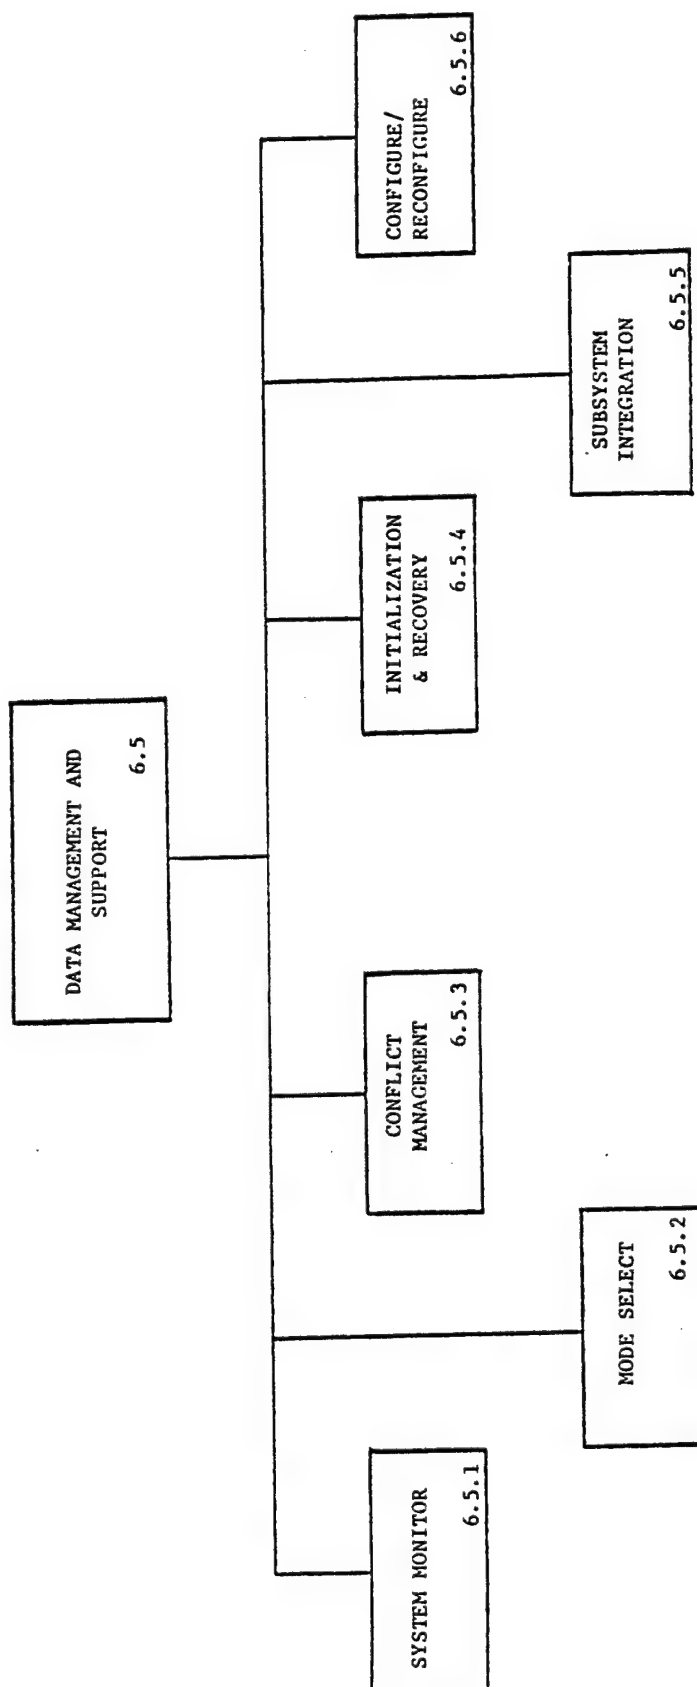 DATA MANAGEMENT AND
SUPPORT
6.5
SYSTEM MONITOR
6.5.1
MODE SELECT
6.5.2
CONFLICT
MANAGEMENT
6.5.3
INITIALIZATION
& RECOVERY
6.5.4
SUBSYSTEM
INTEGRATION
6.5.5
CONFIGURE/
RECONFIGURE
6.5.6